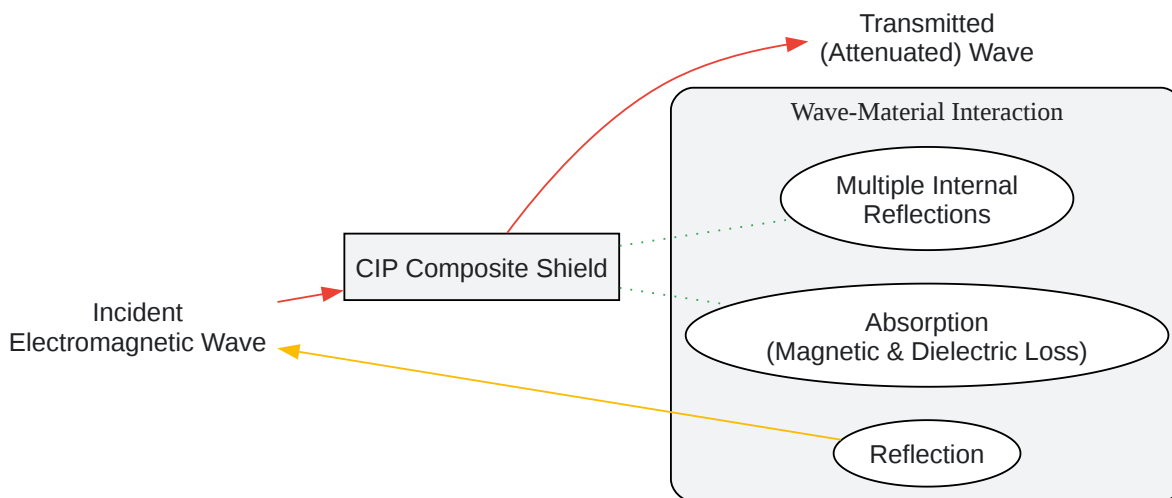 Transmitted
(Attenuated) Wave
Wave-Material Interaction
Multiple Internal
Reflections
CIP Composite Shield
Incident
Electromagnetic Wave
Absorption
(Magnetic & Dielectric Loss)
Reflection